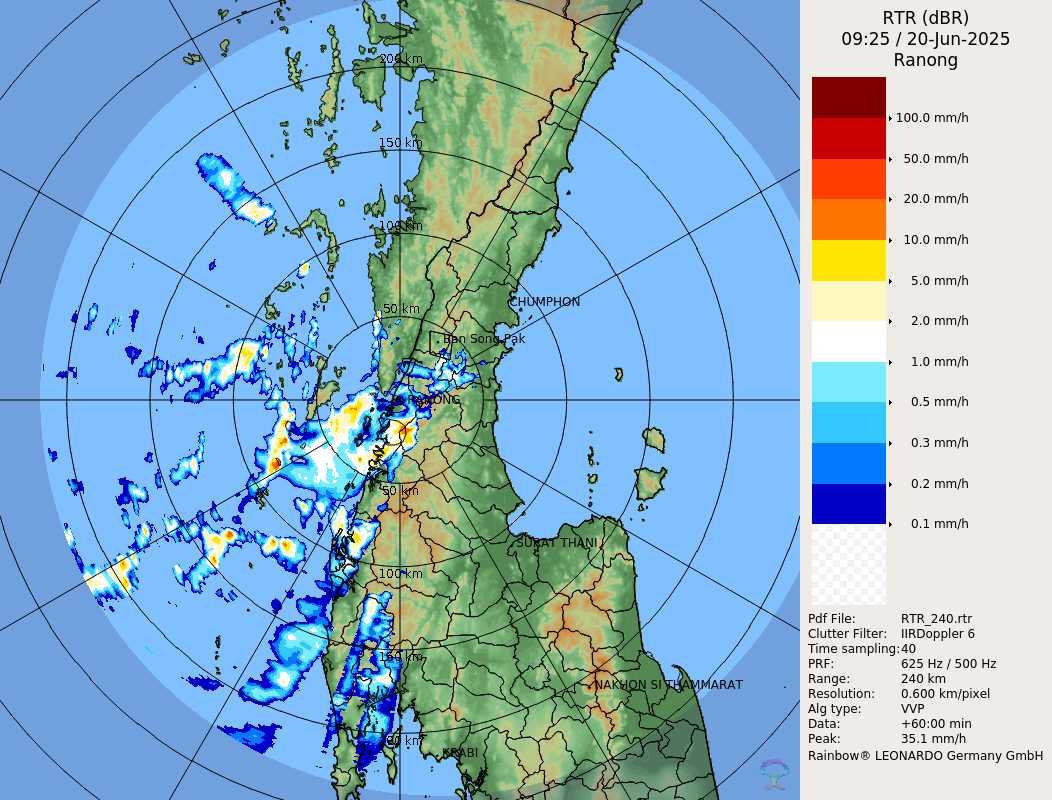 RTR (dBR)
09:25 / 20-Jun-2025
Ranong
100.0 mm/h
50.0 mm/h
20.0 mm/h
10.0 mm/h
5.0 mm/h
2.0 mm/h
1.0 mm/h
0.5 mm/h
0.3 mm/h
0.2 mm/h
0.1 mm/h
Pdf File: RTR_240.rtr
Clutter Filter: IIRDoppler 6
Time sampling:40
PRF: 625 Hz / 500 Hz
Range: 240 km
Resolution: 0.600 km/pixel
Alg type: VVP
Data: +60:00 min
Peak: 35.1 mm/h
Rainbow® LEONARDO Germany GmbH
200 km
150 km
100 km
CHUMPHON
50 km
Ban Song Pak
RANONG
50 km
SURAT THANI
100 km
150 km
NAKHON SI THAMMARAT
200 km
KRABI